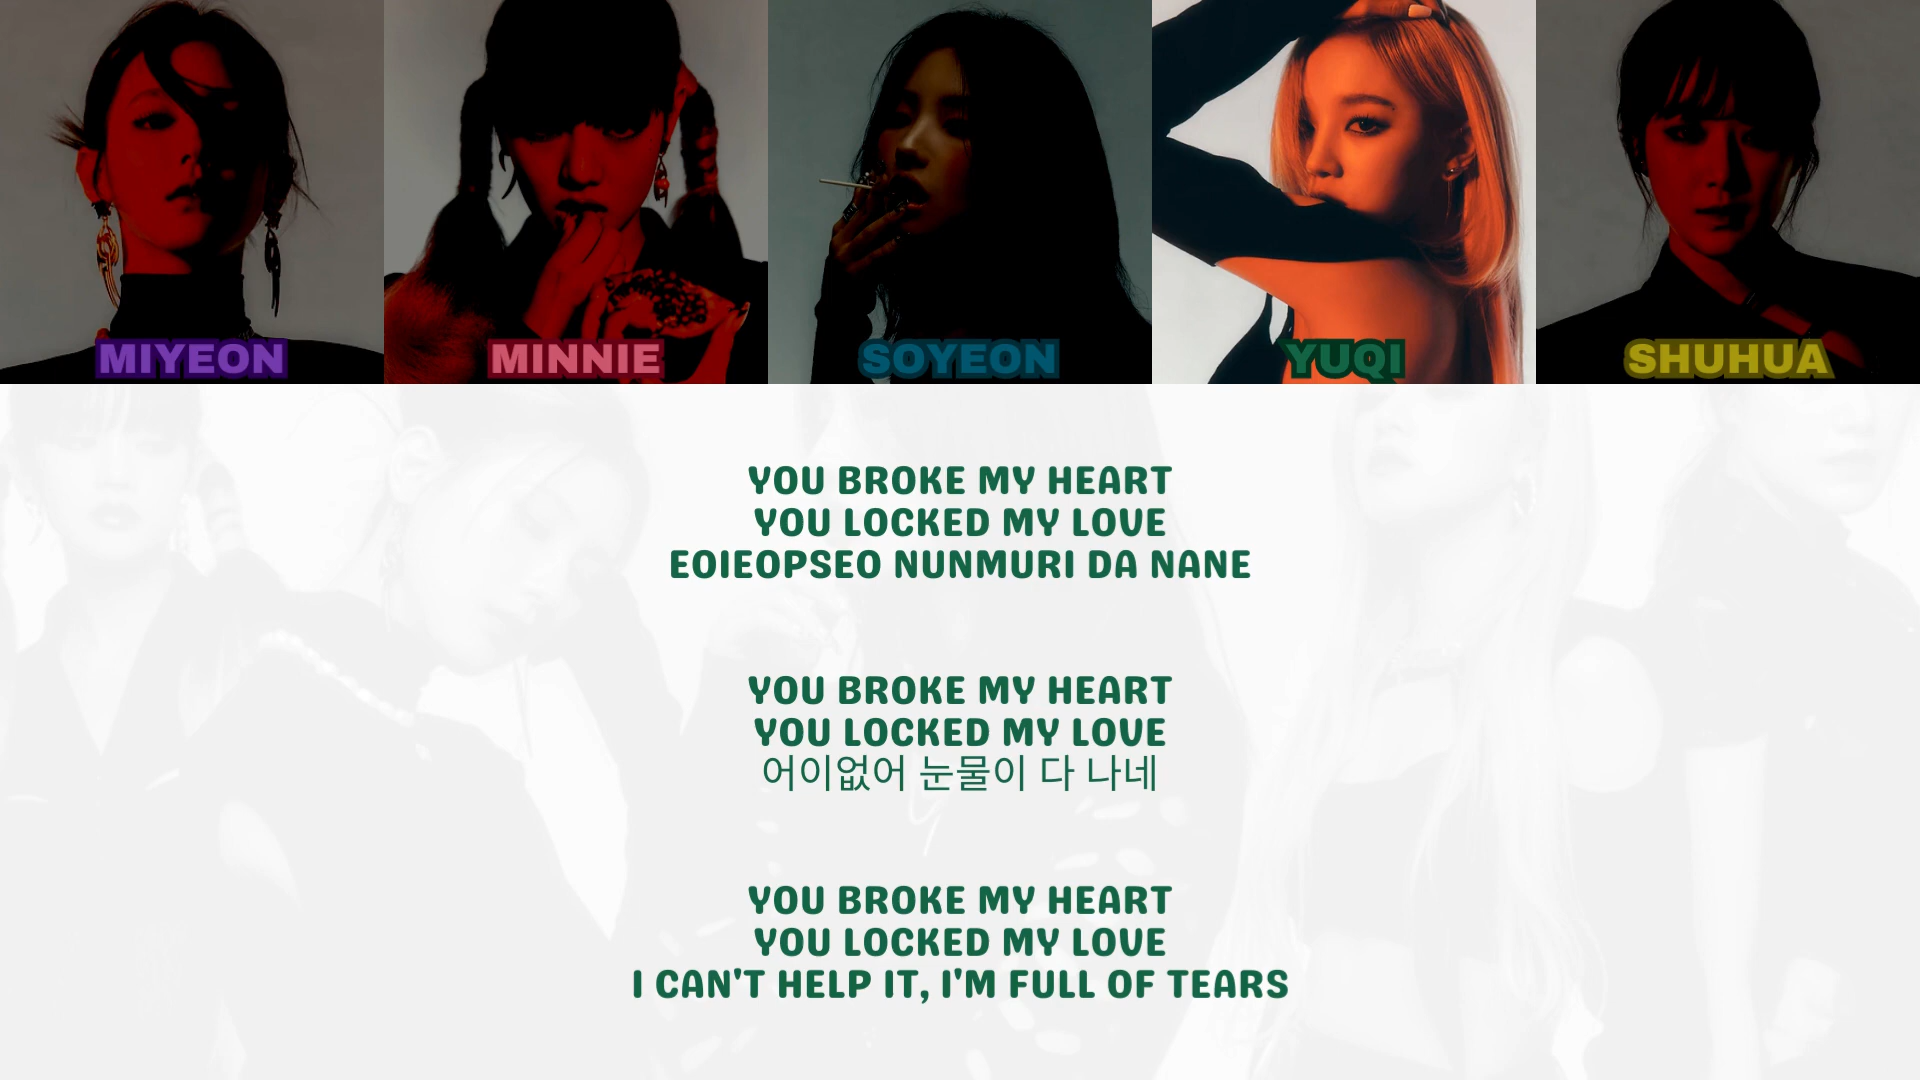 MIYEON
MINNIE
SOYEON
YUQI
SHUHUA
YOU BROKE MY HEART
YOU LOCKED MY LOVE
EOIEOPSEO NUNMURI DA NANE
YOU BROKE MY HEART
YOU LOCKED MY LOVE
어이없어 눈물이 다 나네
YOU BROKE MY HEART
YOU LOCKED MY LOVE
I CAN'T HELP IT, I'M FULL OF TEARS